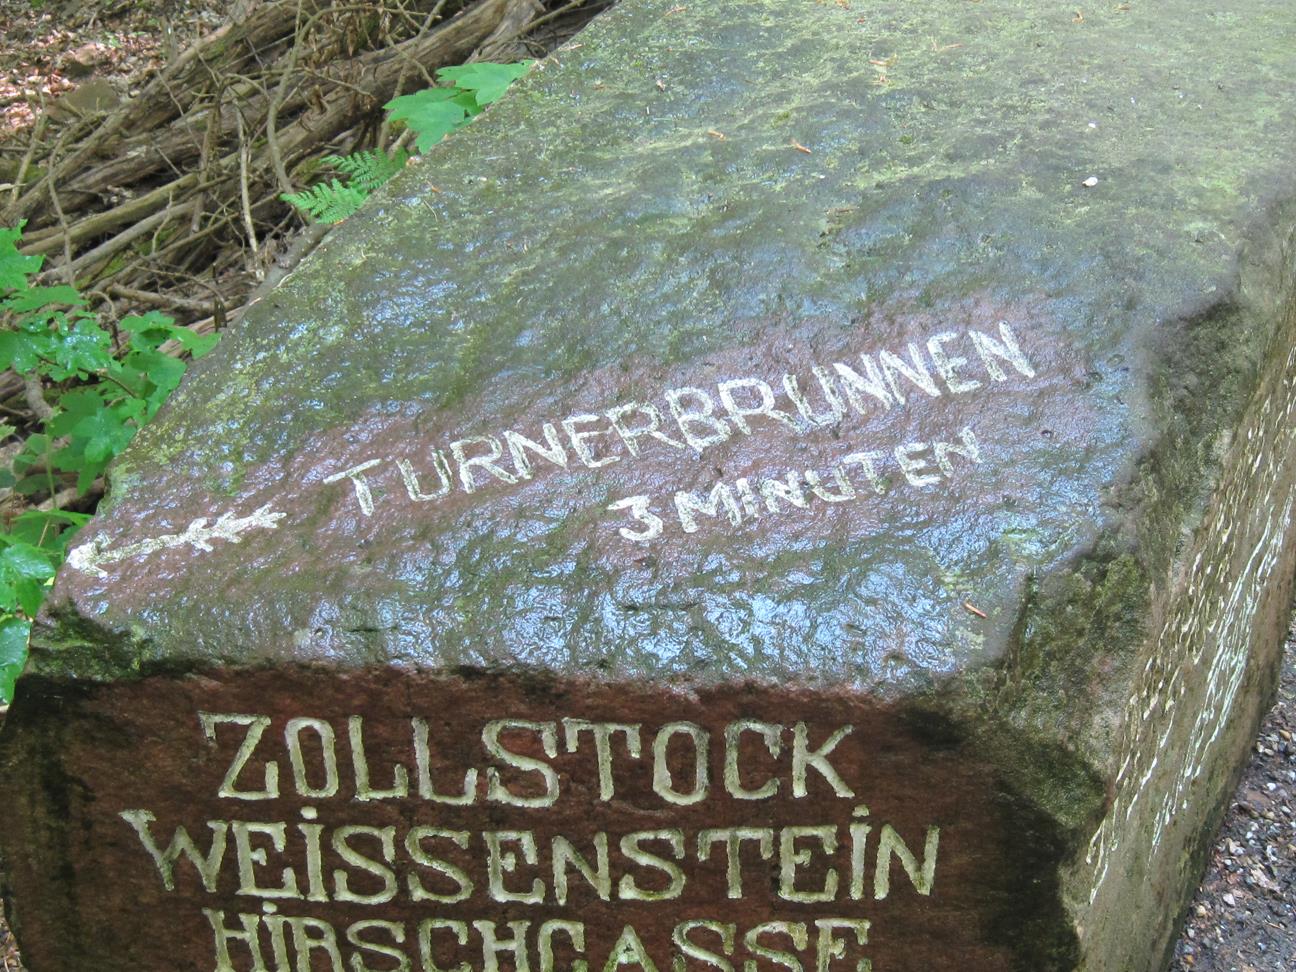 TURNERBRUNNEN
3 MINUTEN
ZOLLSTOCK
WEISSENSTEIN
HIRSCHGASSE